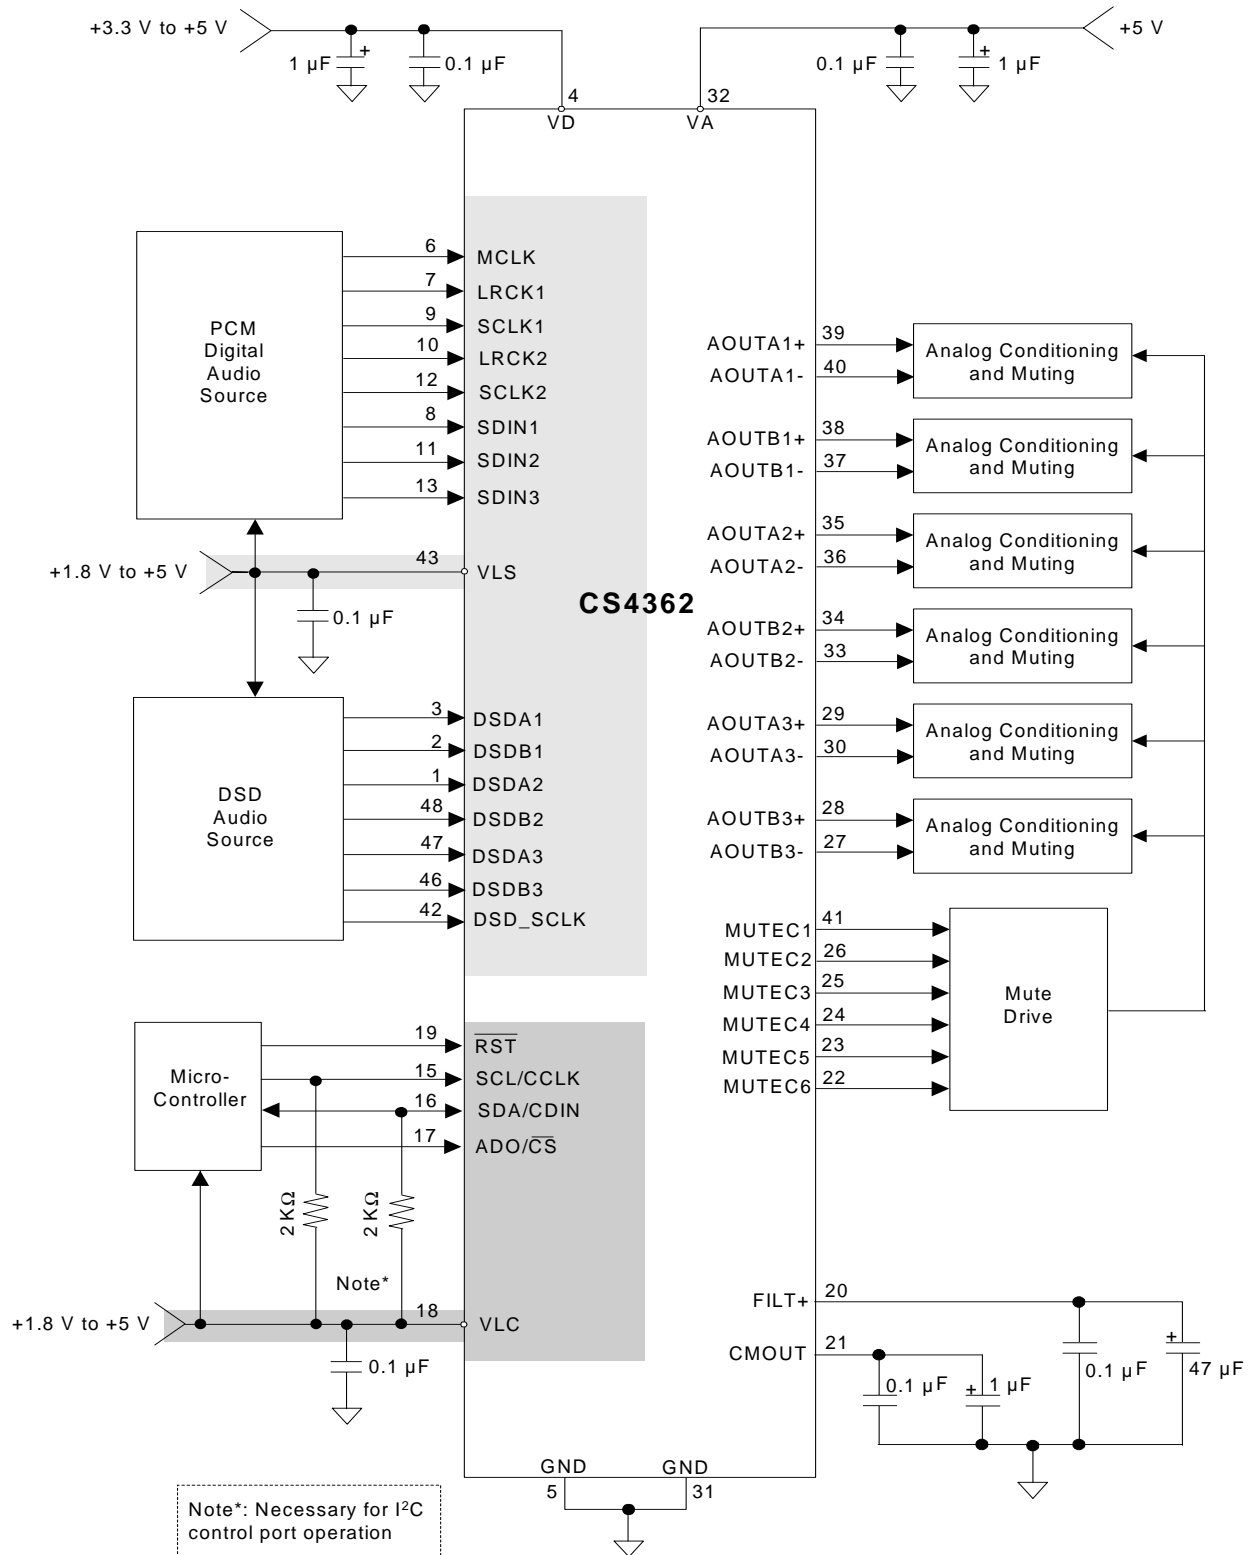 +3.3 V to +5 V
+5 V
1 µF
+
0.1 µF
0.1 µF
+
1 µF
4
32
VD
VA
PCM
Digital
Audio
Source
6
MCLK
7
LRCK1
9
SCLK1
10
LRCK2
12
SCLK2
8
SDIN1
11
SDIN2
13
SDIN3
+1.8 V to +5 V
43
VLS
0.1 µF
CS4362
DSD
Audio
Source
3
DSDA1
2
DSDB1
1
DSDA2
48
DSDB2
47
DSDA3
46
DSDB3
42
DSD_SCLK
Micro-
Controller
19
RST
15
SCL/CCLK
16
SDA/CDIN
17
ADO/CS
2 KΩ
2 KΩ
Note*
+1.8 V to +5 V
18
VLC
0.1 µF
AOUTA1+
39
AOUTA1-
40
Analog Conditioning
and Muting
AOUTB1+
38
AOUTB1-
37
Analog Conditioning
and Muting
AOUTA2+
35
AOUTA2-
36
Analog Conditioning
and Muting
AOUTB2+
34
AOUTB2-
33
Analog Conditioning
and Muting
AOUTA3+
29
AOUTA3-
30
Analog Conditioning
and Muting
AOUTB3+
28
AOUTB3-
27
Analog Conditioning
and Muting
MUTEC1
41
MUTEC2
26
MUTEC3
25
MUTEC4
24
MUTEC5
23
MUTEC6
22
Mute
Drive
FILT+
20
CMOUT
21
0.1 µF
+
1 µF
0.1 µF
+
47 µF
GND
GND
5
31
Note*: Necessary for I²C
control port operation